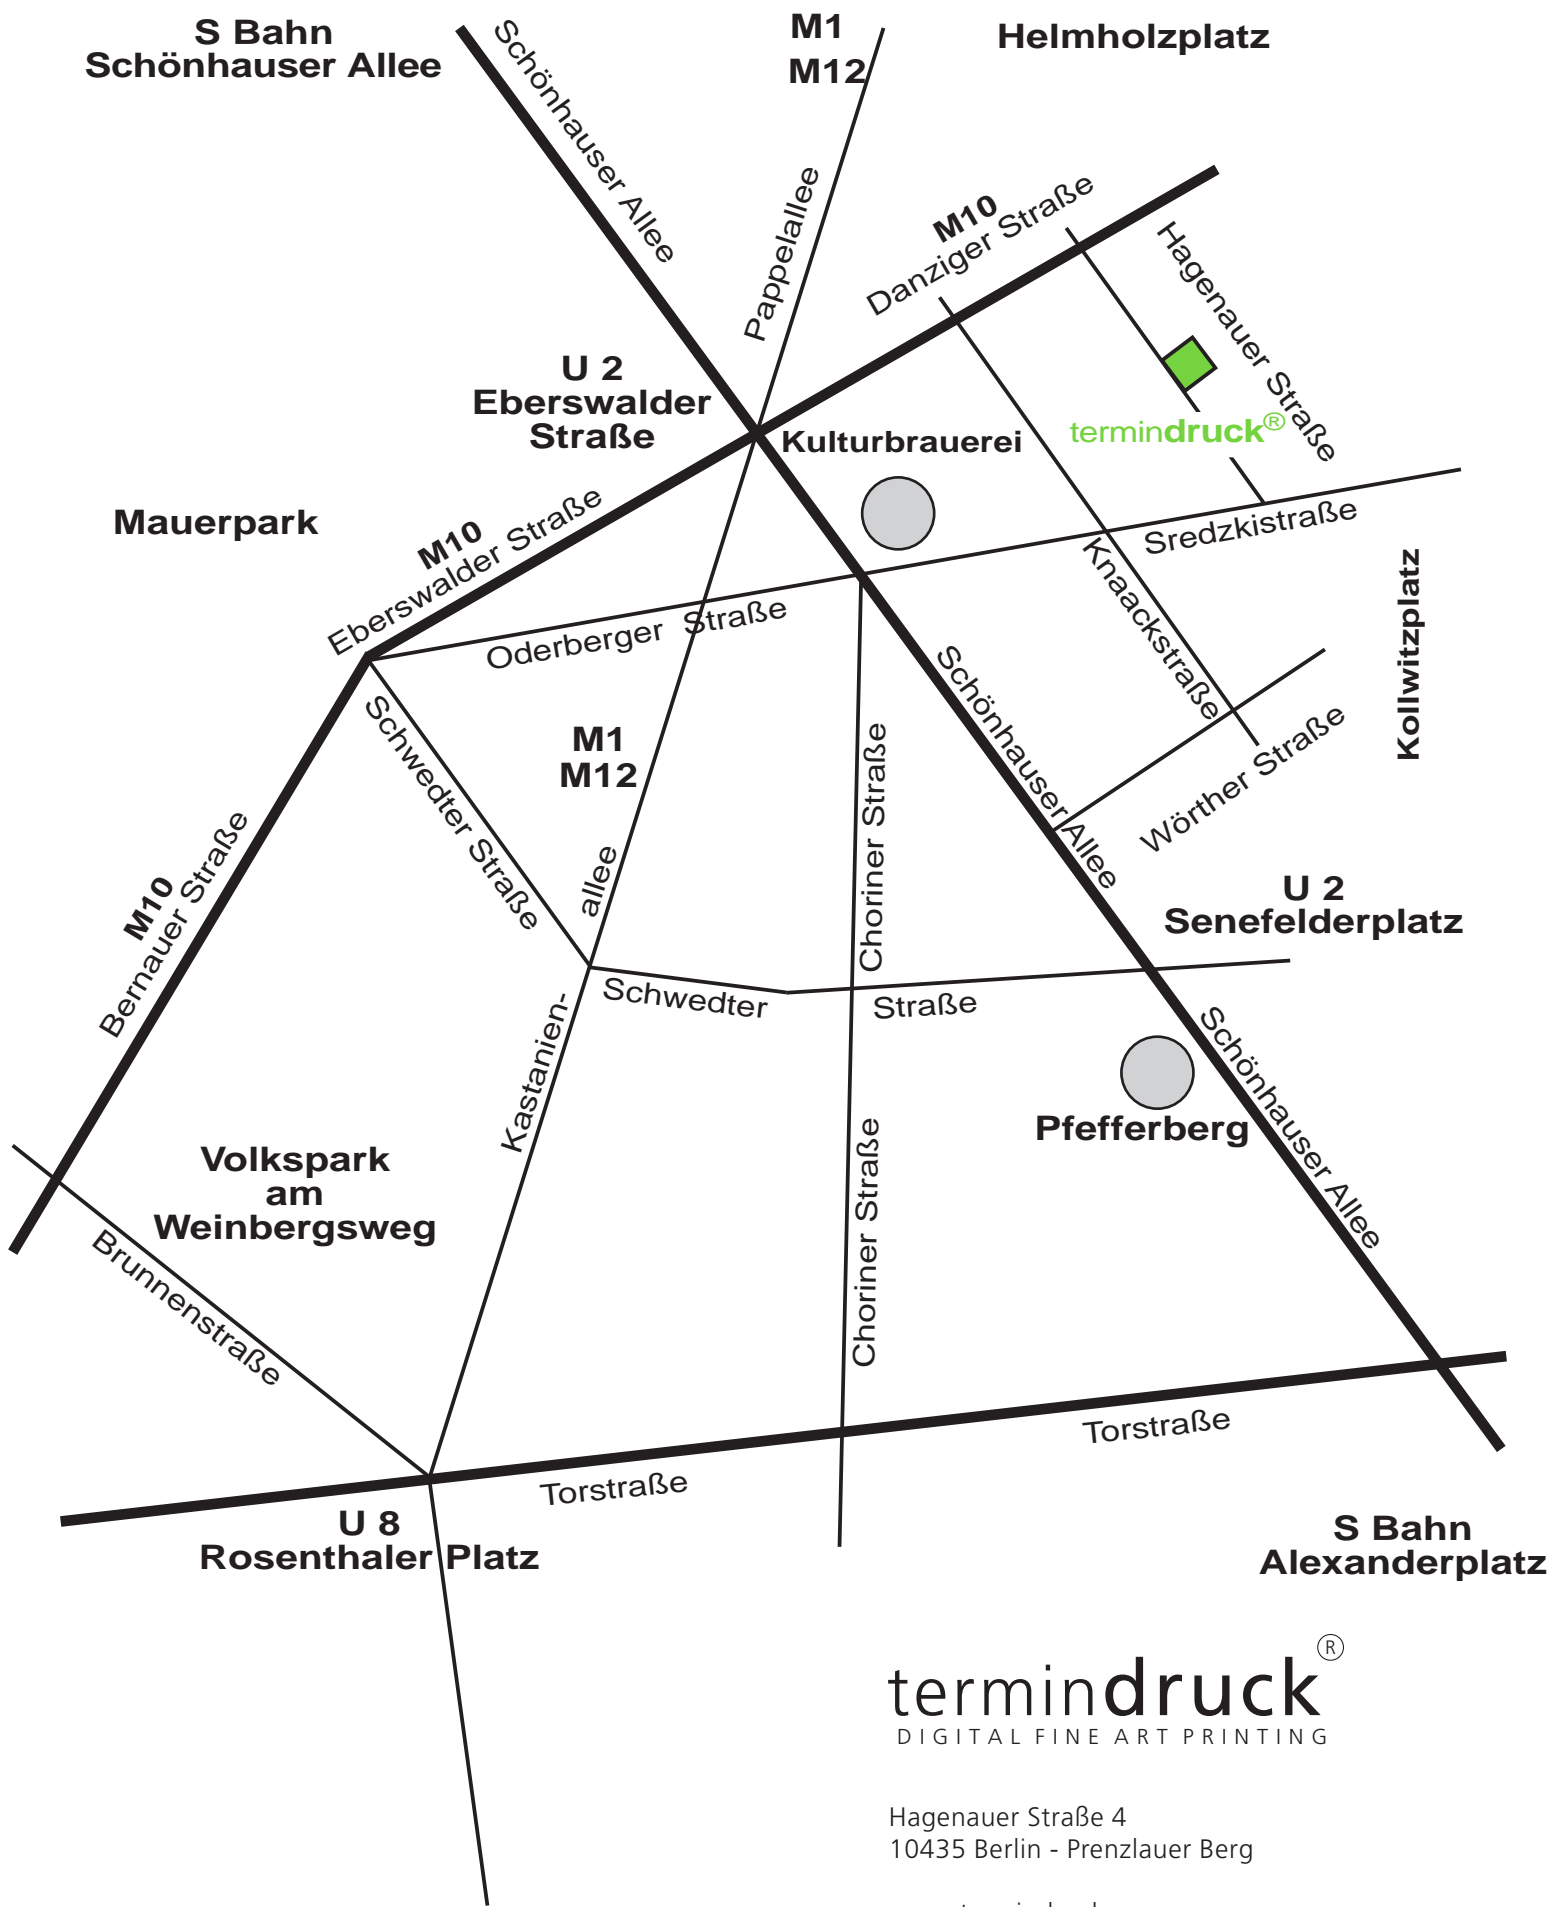 S Bahn
Schönhauser Allee
Schönhauser Allee
M1
M12
Helmholzplatz
Pappelallee
M10
Danziger Straße
Hagenauer Straße
U 2
Eberswalder
Straße
Kulturbrauerei
termindruck®
Mauerpark
M10
Eberswalder Straße
Sredzkistraße
Oderberger Straße
Knaackstraße
Kollwitzplatz
Schwedter Straße
M1
M12
Schönhauser Allee
Choriner Straße
Wörther Straße
M10
Bernauer Straße
allee
U 2
Senefelderplatz
Schwedter
Straße
Kastanien-
Schönhauser Allee
Pfefferberg
Volkspark
am
Weinbergsweg
Choriner Straße
Brunnenstraße
Torstraße
Torstraße
U 8
Rosenthaler Platz
S Bahn
Alexanderplatz
termindruck®
DIGITAL FINE ART PRINTING
Hagenauer Straße 4
10435 Berlin - Prenzlauer Berg